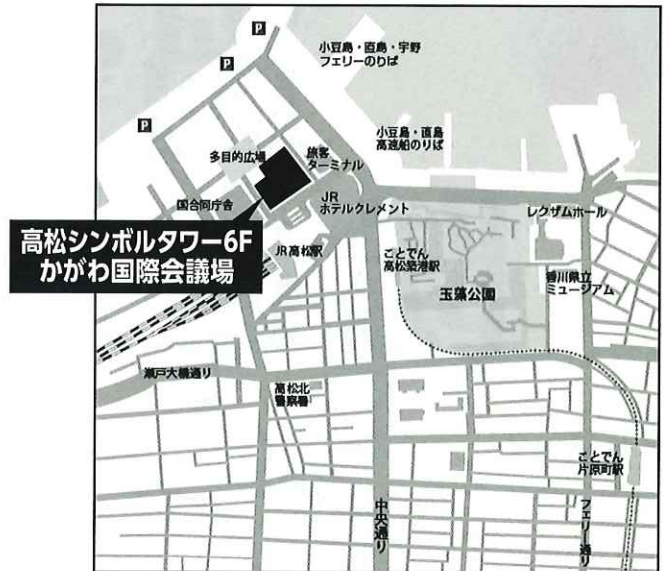 P
小豆島・直島・宇野
フェリーのりば
P
P
小豆島・直島
高速船のりば
多目的広場
旅客
ターミナル
国合同庁舎
JR
ホテルクレメント
レクザムホール
高松シンボルタワー6F
かがわ国際会議場
JR高松駅
ことでん
高松築港駅
香川県立
ミュージアム
玉藻公園
瀬戸大橋通り
高松北
警察署
ことでん
片原町駅
中央通り
フェリー通り